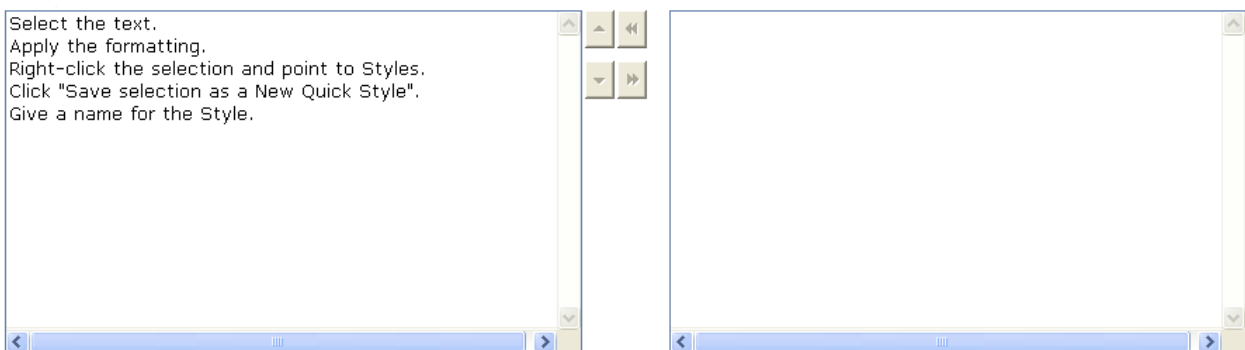 Select the text.
Apply the formatting.
Right-click the selection and point to Styles.
Click "Save selection as a New Quick Style".
Give a name for the Style.